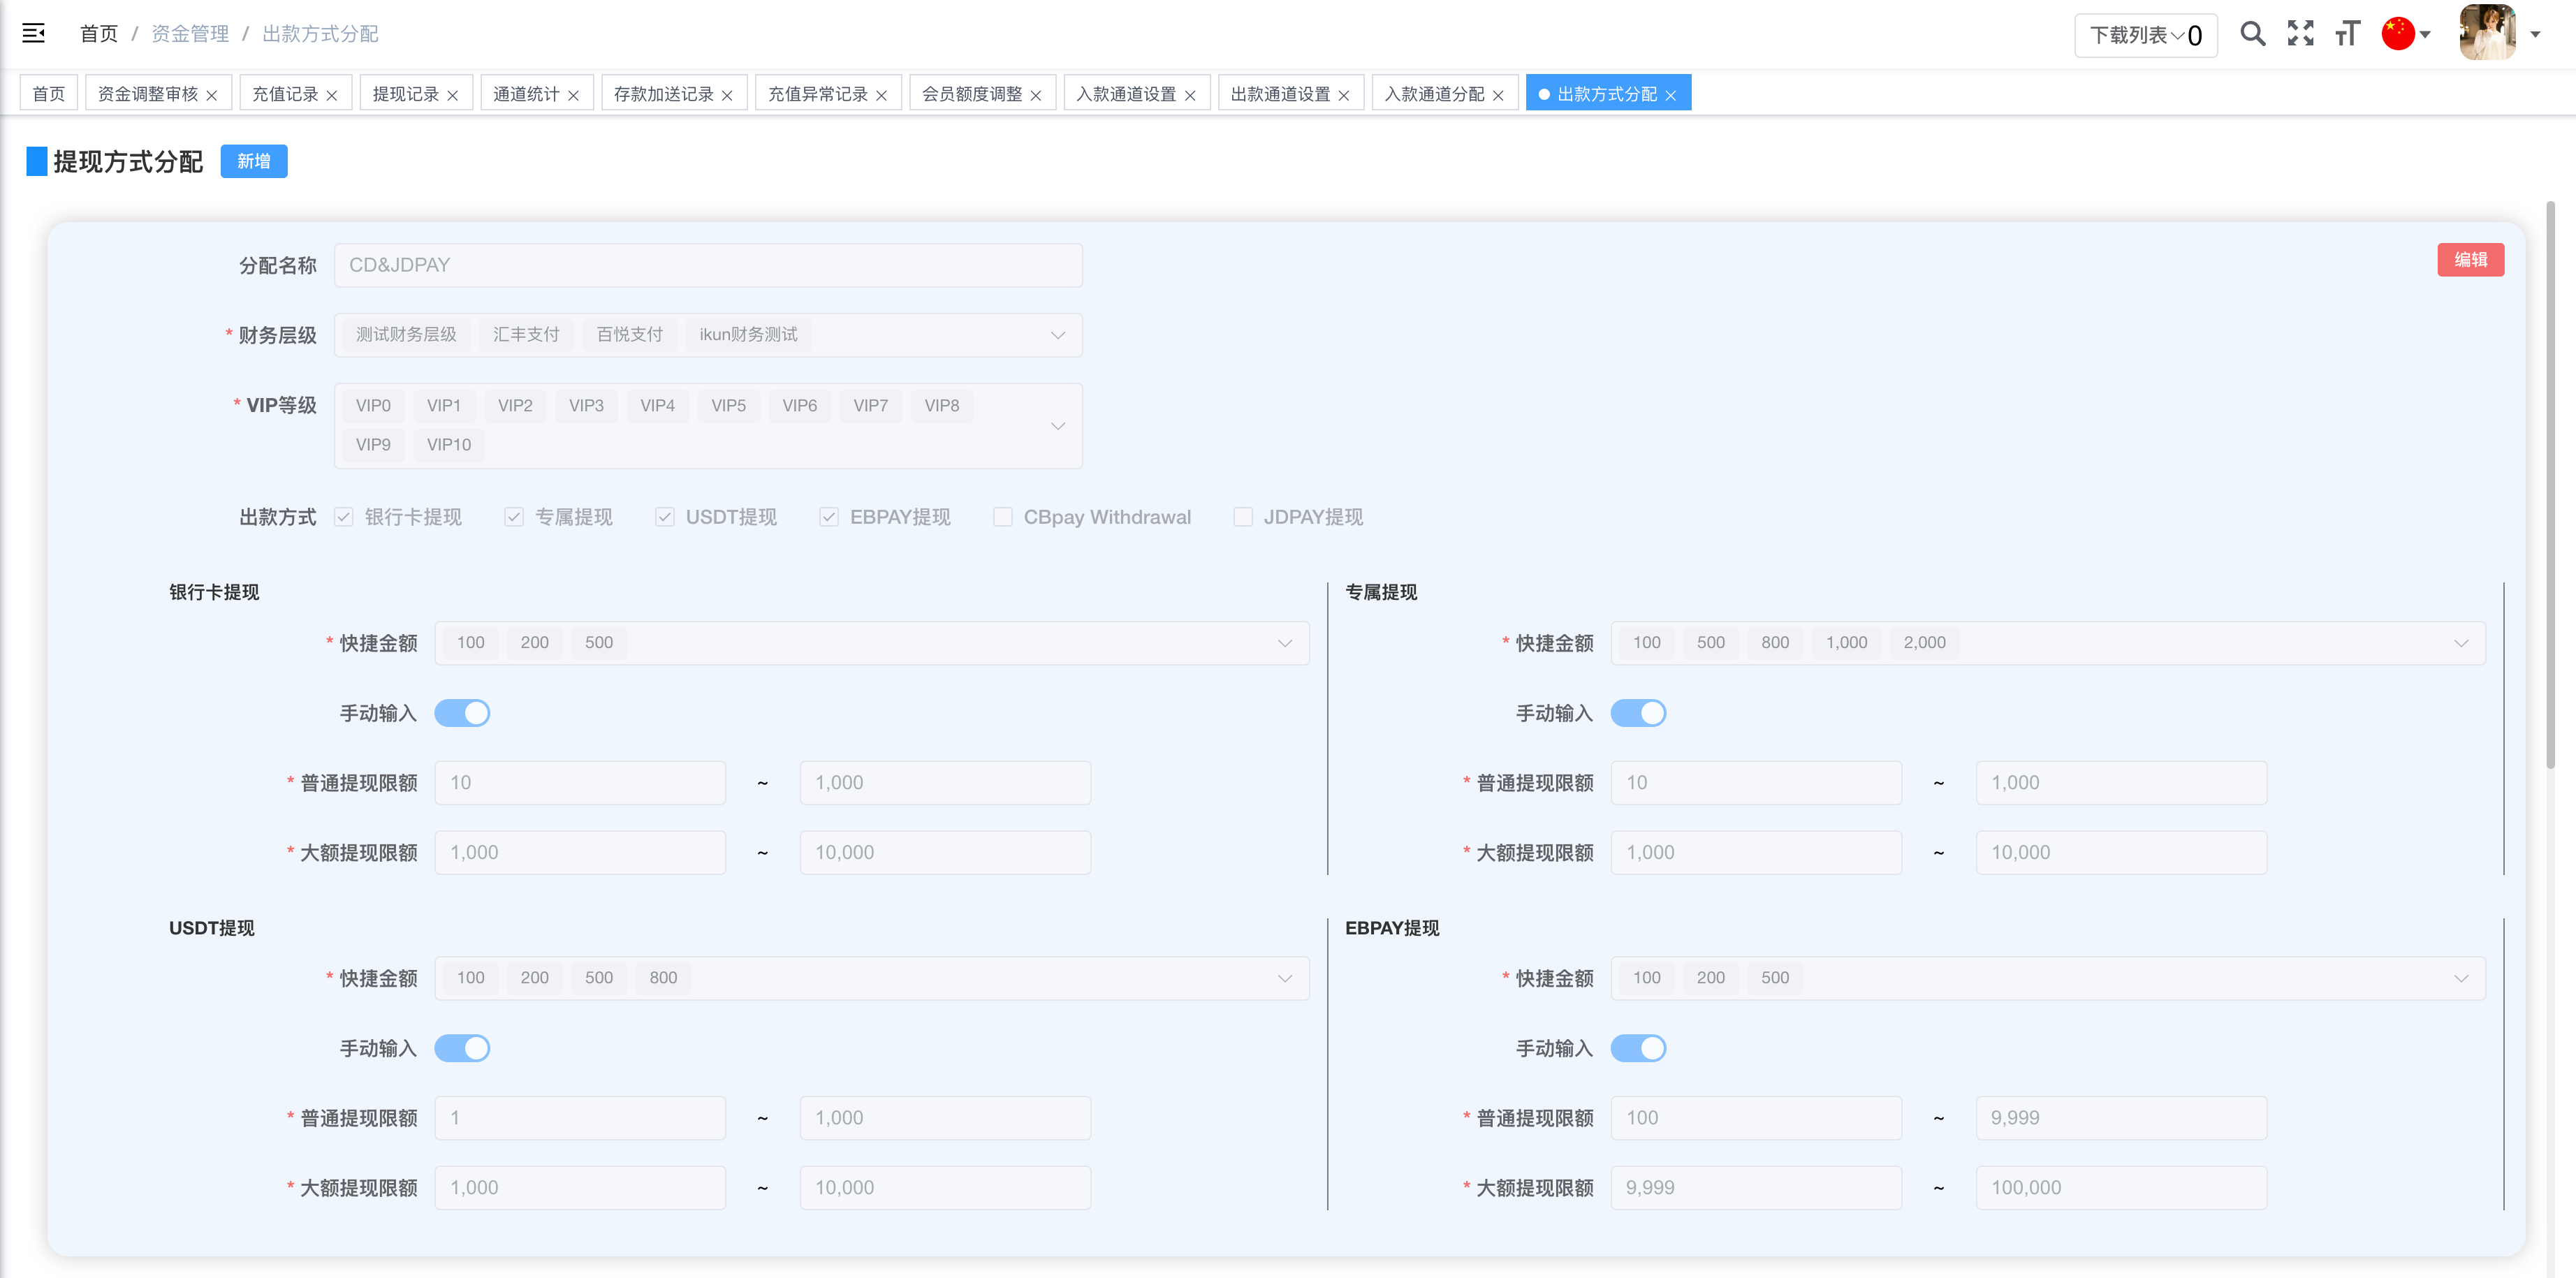 首页 / 资金管理 / 出款方式分配
下载列表 0
首页 资金调整审核 充值记录 提现记录 通道统计 存款加送记录 充值异常记录 会员额度调整 入款通道设置 出款通道设置 入款通道分配 出款方式分配
提现方式分配 新增
分配名称 CD&JDPAY 编辑
* 财务层级 测试财务层级 汇丰支付 百悦支付 ikun财务测试
* VIP等级 VIP0 VIP1 VIP2 VIP3 VIP4 VIP5 VIP6 VIP7 VIP8
VIP9 VIP10
出款方式 银行卡提现 专属提现 USDT提现 EBPAY提现 CBpay Withdrawal JDPAY提现
银行卡提现
* 快捷金额 100 200 500
手动输入
* 普通提现限额 10 ~ 1,000
* 大额提现限额 1,000 ~ 10,000
专属提现
* 快捷金额 100 500 800 1,000 2,000
手动输入
* 普通提现限额 10 ~ 1,000
* 大额提现限额 1,000 ~ 10,000
USDT提现
* 快捷金额 100 200 500 800
手动输入
* 普通提现限额 1 ~ 1,000
* 大额提现限额 1,000 ~ 10,000
EBPAY提现
* 快捷金额 100 200 500
手动输入
* 普通提现限额 100 ~ 9,999
* 大额提现限额 9,999 ~ 100,000